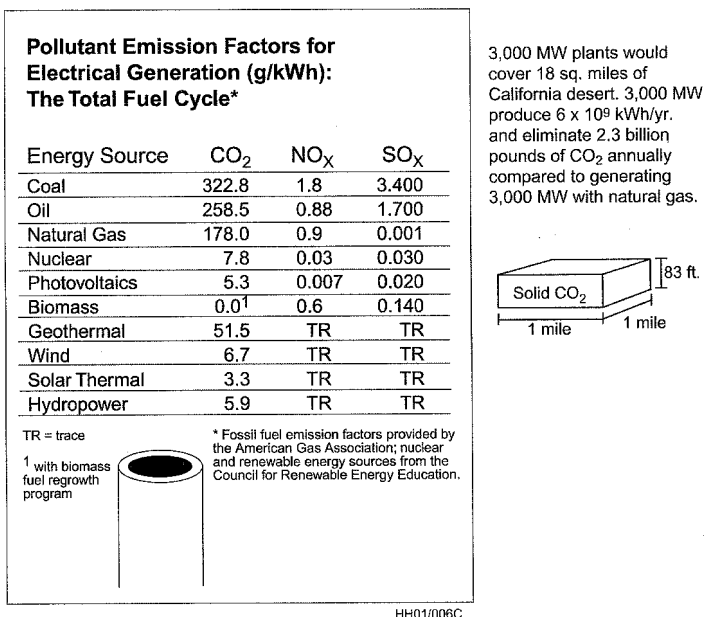 Pollutant Emission Factors for
Electrical Generation (g/kWh):
The Total Fuel Cycle*
Energy Source CO₂ NOₓ SOₓ
Coal 322.8 1.8 3.400
Oil 258.5 0.88 1.700
Natural Gas 178.0 0.9 0.001
Nuclear 7.8 0.03 0.030
Photovoltaics 5.3 0.007 0.020
Biomass 0.0¹ 0.6 0.140
Geothermal 51.5 TR TR
Wind 6.7 TR TR
Solar Thermal 3.3 TR TR
Hydropower 5.9 TR TR
TR = trace
¹ with biomass
fuel regrowth
program
* Fossil fuel emission factors provided by
the American Gas Association; nuclear
and renewable energy sources from the
Council for Renewable Energy Education.
HH01/006C
3,000 MW plants would
cover 18 sq. miles of
California desert. 3,000 MW
produce 6 x 10⁹ kWh/yr.
and eliminate 2.3 billion
pounds of CO₂ annually
compared to generating
3,000 MW with natural gas.
Solid CO₂
83 ft.
1 mile
1 mile